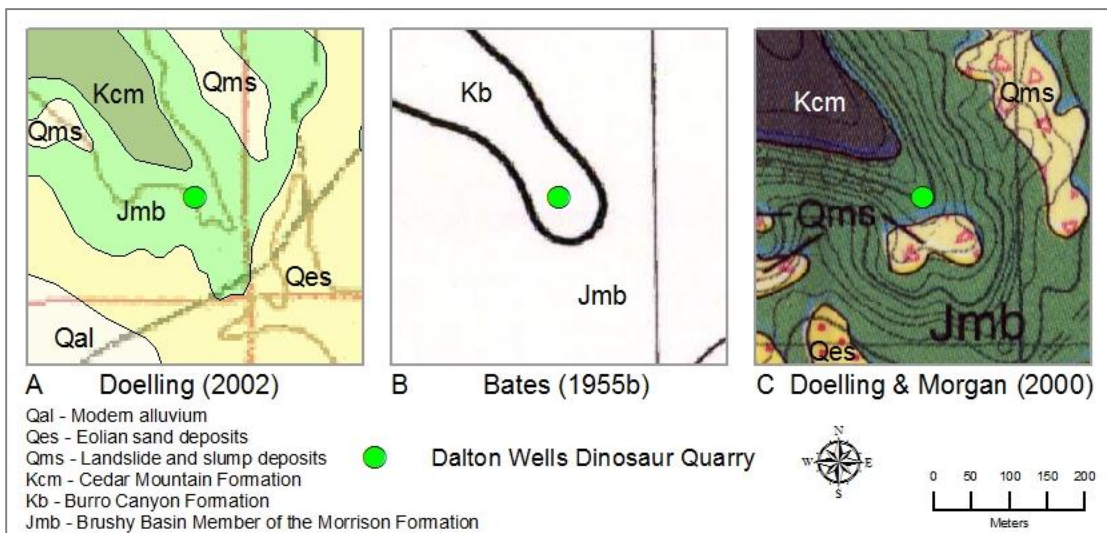 Kcm
Qms
Qms
Jmb
Qes
Qal
Kb
Jmb
Kcm
Qms
Qms
Jmb
Qes
A Doelling (2002)
B Bates (1955b)
C Doelling & Morgan (2000)
Qal - Modern alluvium
Qes - Eolian sand deposits
Qms - Landslide and slump deposits
Kcm - Cedar Mountain Formation
Kb - Burro Canyon Formation
Jmb - Brushy Basin Member of the Morrison Formation
Dalton Wells Dinosaur Quarry
N
W E
S
0 50 100 150 200
Meters